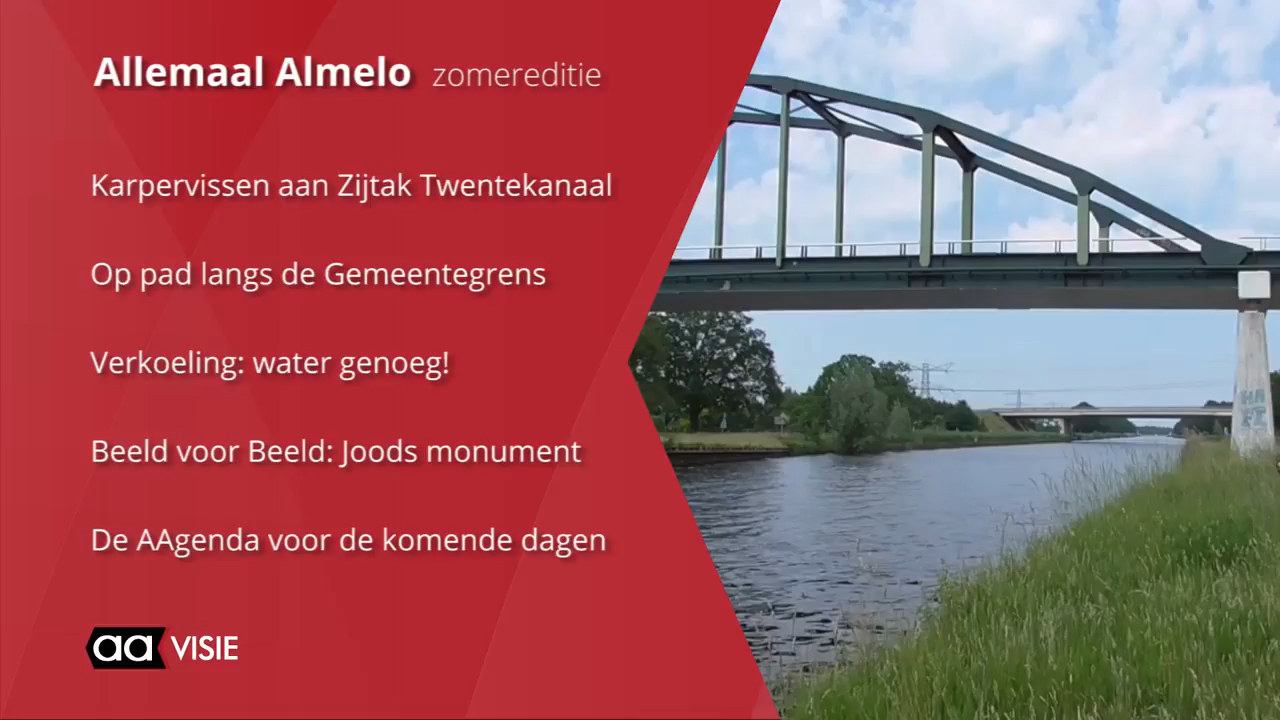 Allemaal Almelo zomereditie
Karpervissen aan Zijtak Twentekanaal
Op pad langs de Gemeentegrens
Verkoeling: water genoeg!
Beeld voor Beeld: Joods monument
De AAgenda voor de komende dagen
aa VISIE